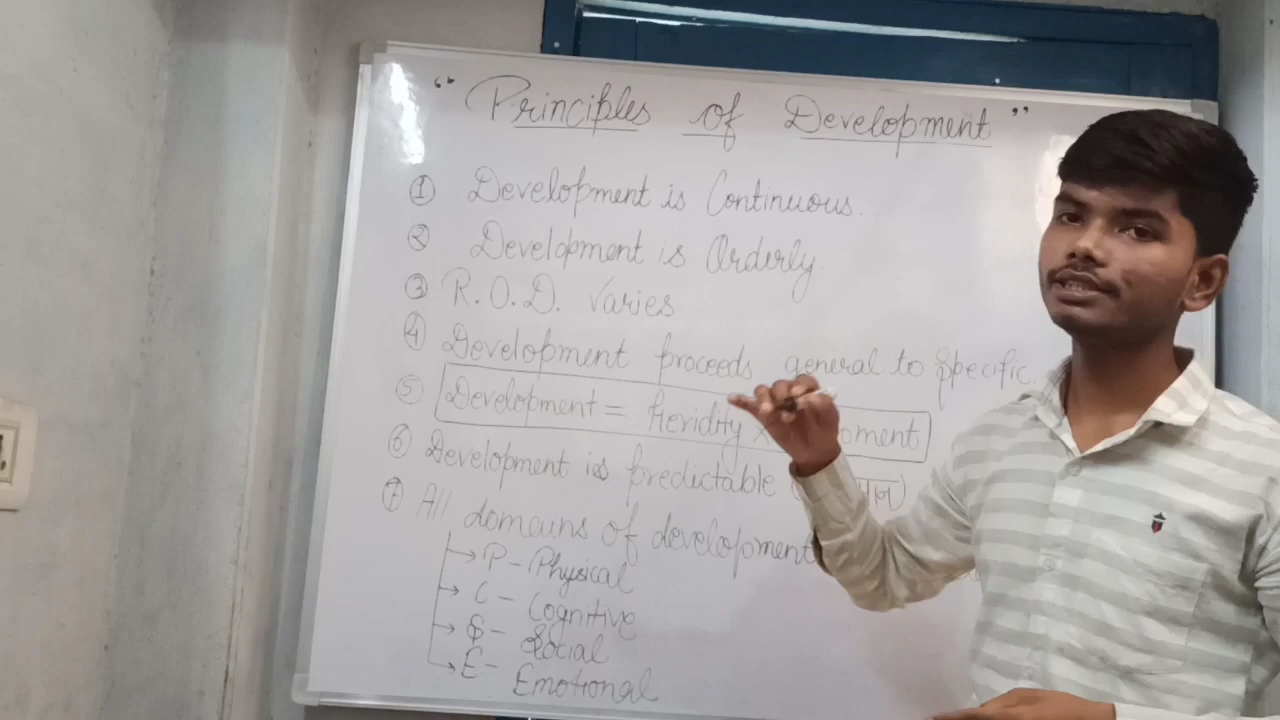 “ Principles of Development ”
① Development is Continuous.
② Development is Orderly.
③ R.O.D. Varies
④ Development proceeds general to Specific.
⑤ Development = Heridity ×
⑥ Development is predictable
⑦ All domains of development
→ P - Physical
→ C - Cognitive
→ S - Social
→ E - Emotional